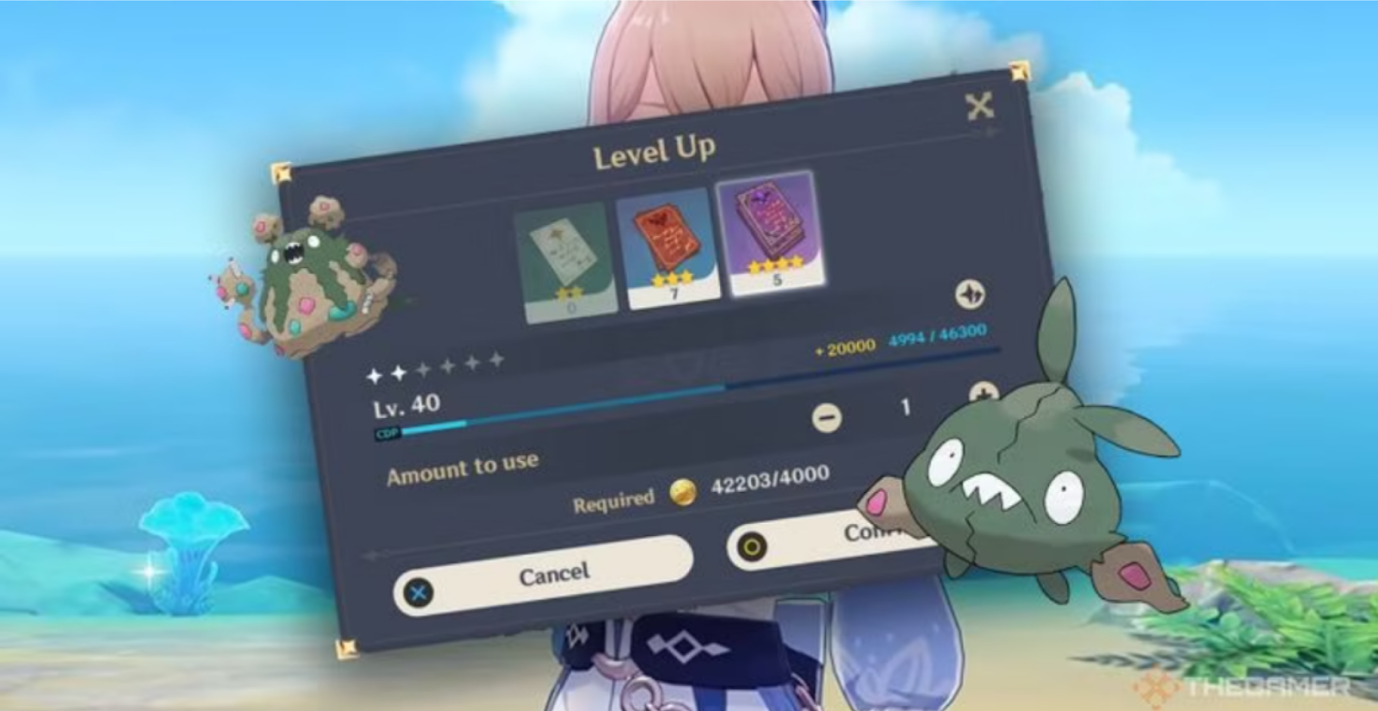 Level Up
0
7
5
+20000 4994 / 46300
Lv. 40
1
Amount to use
Required 42203/4000
Cancel
THEGAMER